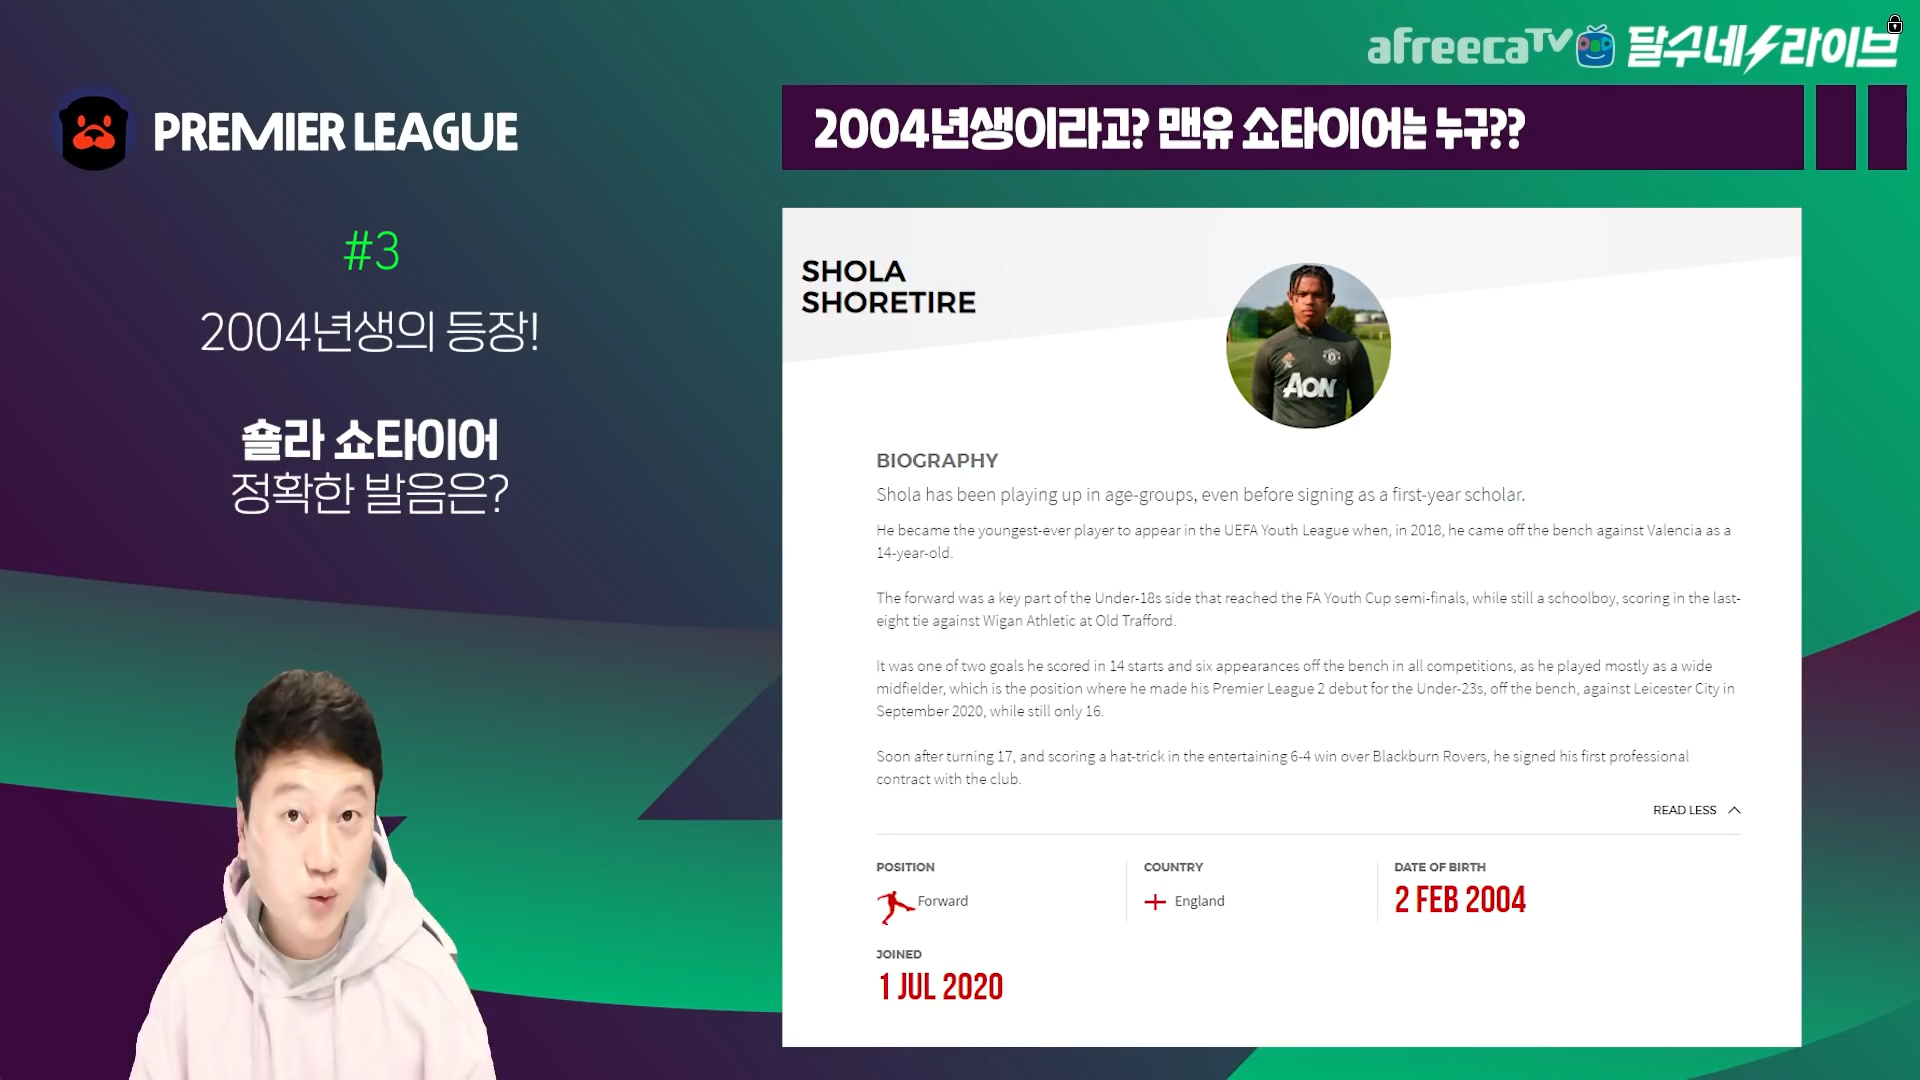 afreecaTV 달수네라이브
PREMIER LEAGUE
2004년생이라고? 맨유 쇼타이어는 누구??
#3
2004년생의 등장!
숄라 쇼타이어
정확한 발음은?
SHOLA
SHORETIRE
AON
BIOGRAPHY
Shola has been playing up in age-groups, even before signing as a first-year scholar.
He became the youngest-ever player to appear in the UEFA Youth League when, in 2018, he came off the bench against Valencia as a
14-year-old.
The forward was a key part of the Under-18s side that reached the FA Youth Cup semi-finals, while still a schoolboy, scoring in the last-
eight tie against Wigan Athletic at Old Trafford.
It was one of two goals he scored in 14 starts and six appearances off the bench in all competitions, as he played mostly as a wide
midfielder, which is the position where he made his Premier League 2 debut for the Under-23s, off the bench, against Leicester City in
September 2020, while still only 16.
Soon after turning 17, and scoring a hat-trick in the entertaining 6-4 win over Blackburn Rovers, he signed his first professional
contract with the club.
READ LESS
POSITION
Forward
COUNTRY
England
DATE OF BIRTH
2 FEB 2004
JOINED
1 JUL 2020